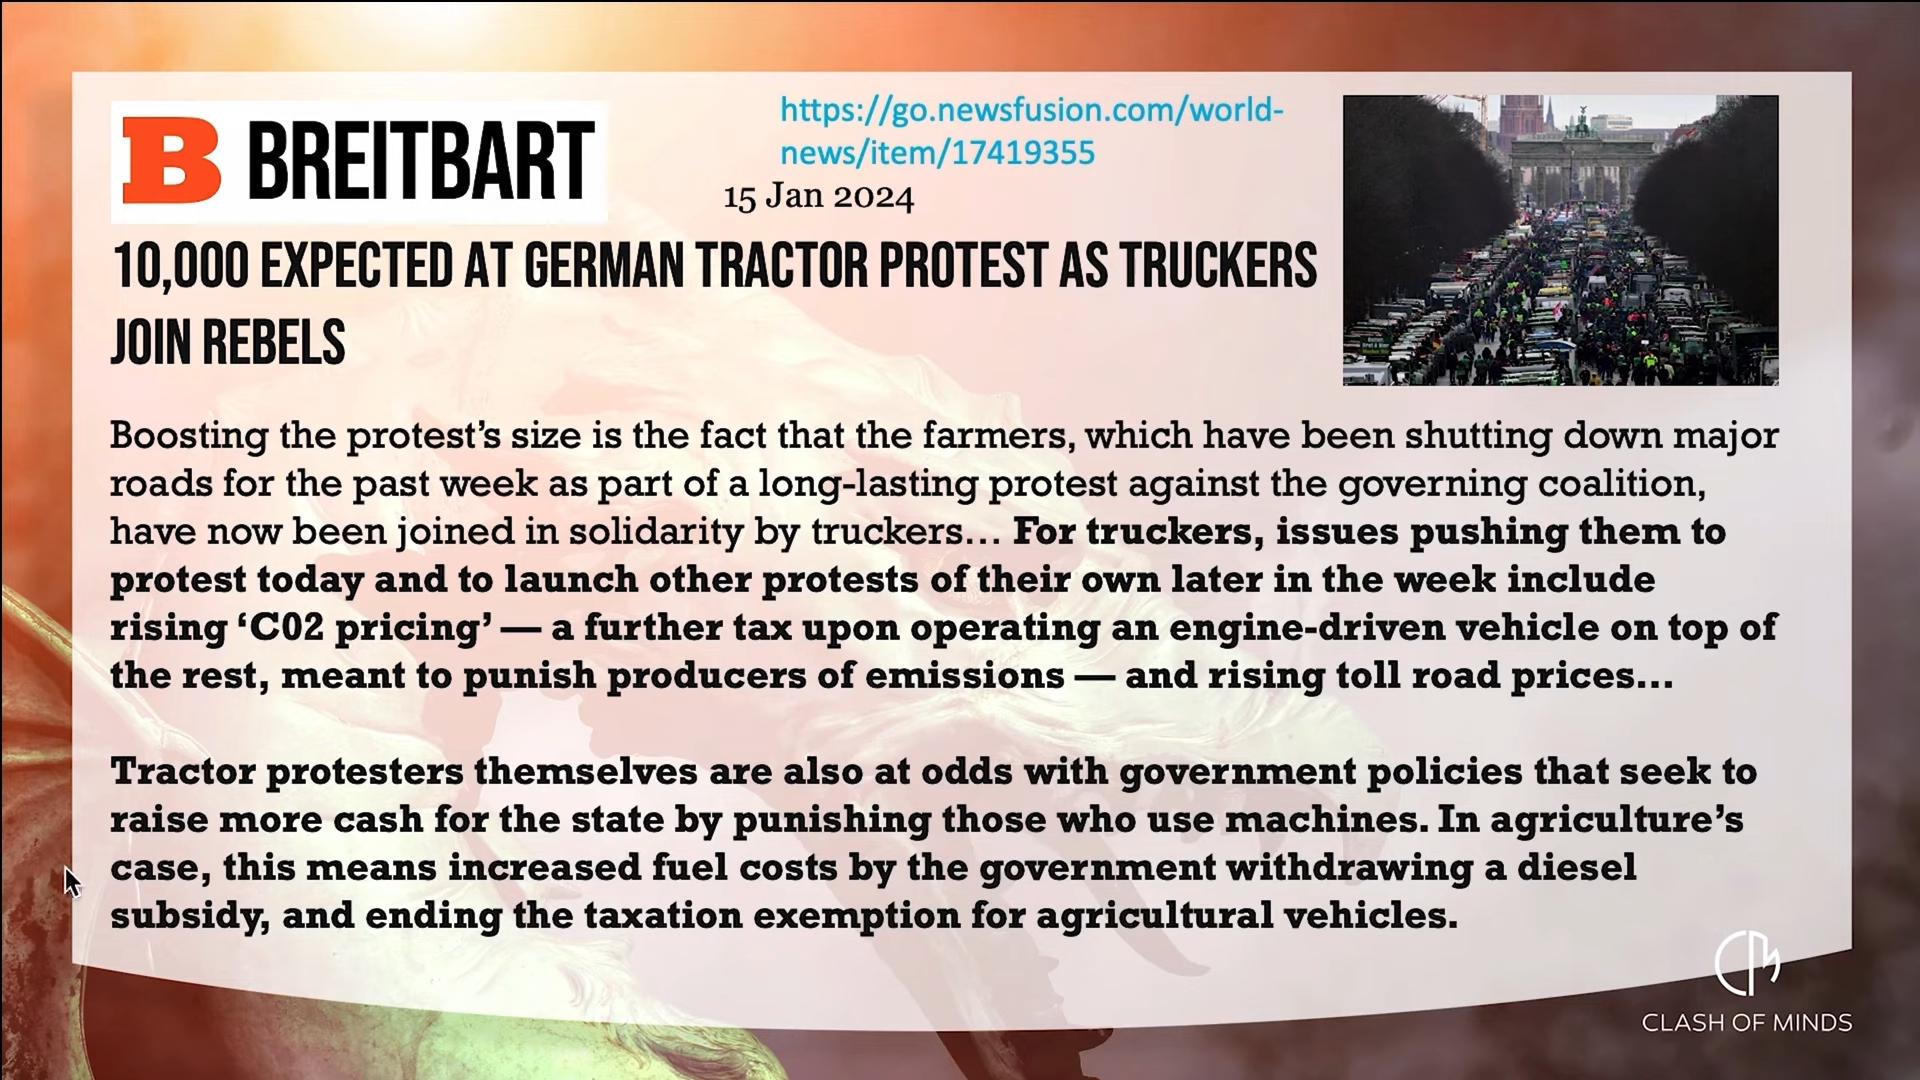 B BREITBART
https://go.newsfusion.com/world-
news/item/17419355
15 Jan 2024
10,000 EXPECTED AT GERMAN TRACTOR PROTEST AS TRUCKERS
JOIN REBELS
Boosting the protest’s size is the fact that the farmers, which have been shutting down major
roads for the past week as part of a long-lasting protest against the governing coalition,
have now been joined in solidarity by truckers… For truckers, issues pushing them to
protest today and to launch other protests of their own later in the week include
rising ‘C02 pricing’ — a further tax upon operating an engine-driven vehicle on top of
the rest, meant to punish producers of emissions — and rising toll road prices…
Tractor protesters themselves are also at odds with government policies that seek to
raise more cash for the state by punishing those who use machines. In agriculture’s
case, this means increased fuel costs by the government withdrawing a diesel
subsidy, and ending the taxation exemption for agricultural vehicles.
CLASH OF MINDS